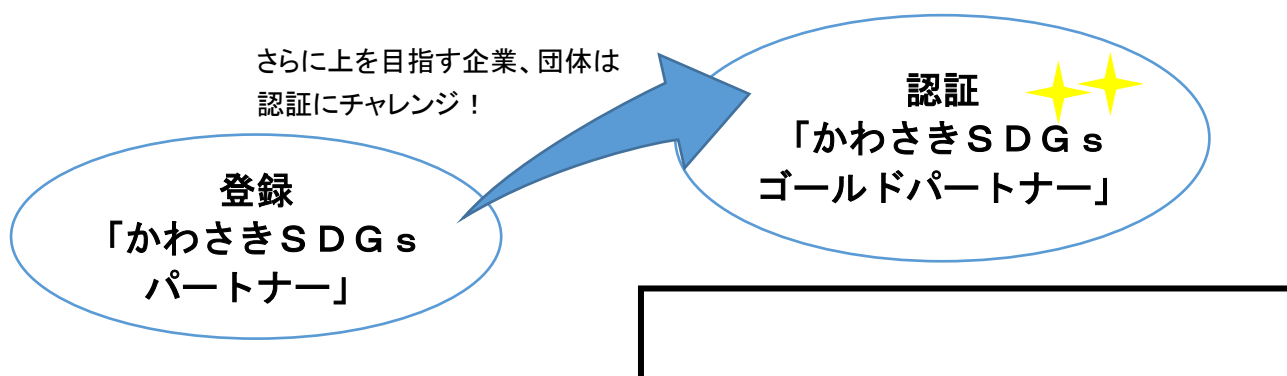 さらに上を目指す企業、団体は
認証にチャレンジ！
認証
「かわさきＳＤＧｓ
ゴールドパートナー」
登録
「かわさきＳＤＧｓ
パートナー」